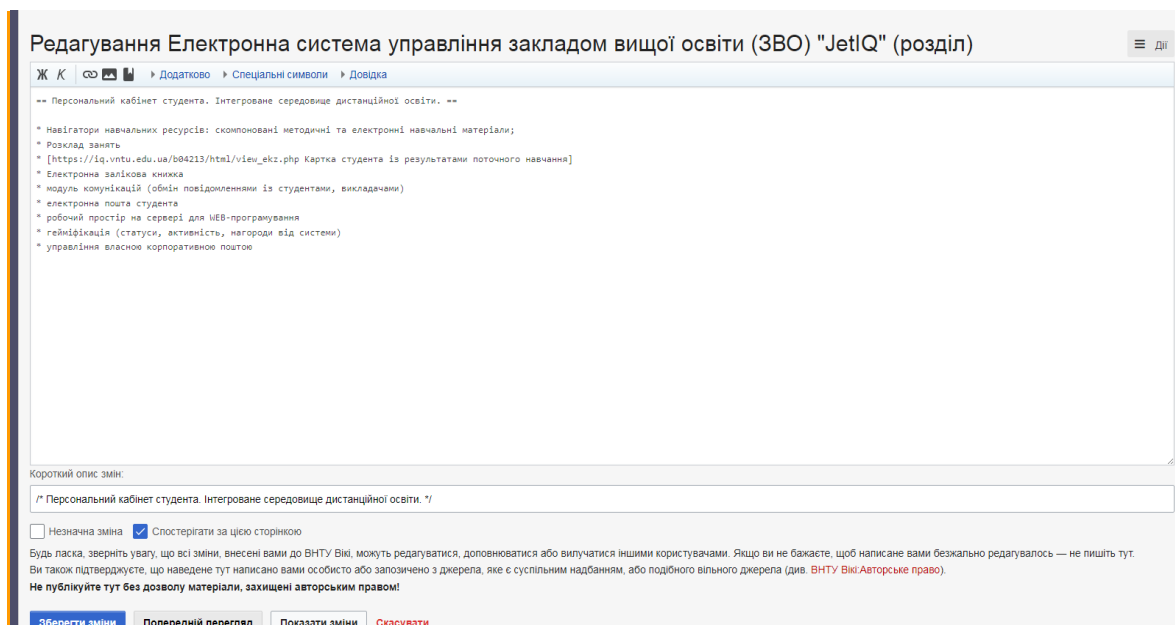 Редагування Електронна система управління закладом вищої освіти (ЗВО) "JetIQ" (розділ)
Дії
Ж К Додатково Спеціальні символи Довідка
== Персональний кабінет студента. Інтегроване середовище дистанційної освіти. ==
* Навігатори навчальних ресурсів: скомпоновані методичні та електронні навчальні матеріали;
* Розклад занять
* [https://iq.vntu.edu.ua/b04213/html/view_ekz.php Картка студента із результатами поточного навчання]
* Електронна залікова книжка
* модуль комунікацій (обмін повідомленнями із студентами, викладачами)
* електронна пошта студента
* робочий простір на сервері для WEB-програмування
* гейміфікація (статуси, активність, нагороди від системи)
* управління власною корпоративною поштою
Короткий опис змін:
/* Персональний кабінет студента. Інтегроване середовище дистанційної освіти. */
Незначна зміна Спостерігати за цією сторінкою
Будь ласка, зверніть увагу, що всі зміни, внесені вами до ВНТУ Вікі, можуть редагуватися, доповнюватися або вилучатися іншими користувачами. Якщо ви не бажаєте, щоб написане вами безжально редагувалось — не пишіть тут.
Ви також підтверджуєте, що наведене тут написано вами особисто або запозичено з джерела, яке є суспільним надбанням, або подібного вільного джерела (див. ВНТУ Вікі:Авторське право).
Не публікуйте тут без дозволу матеріали, захищені авторським правом!
Зберегти зміни Попередній перегляд Показати зміни Скасувати